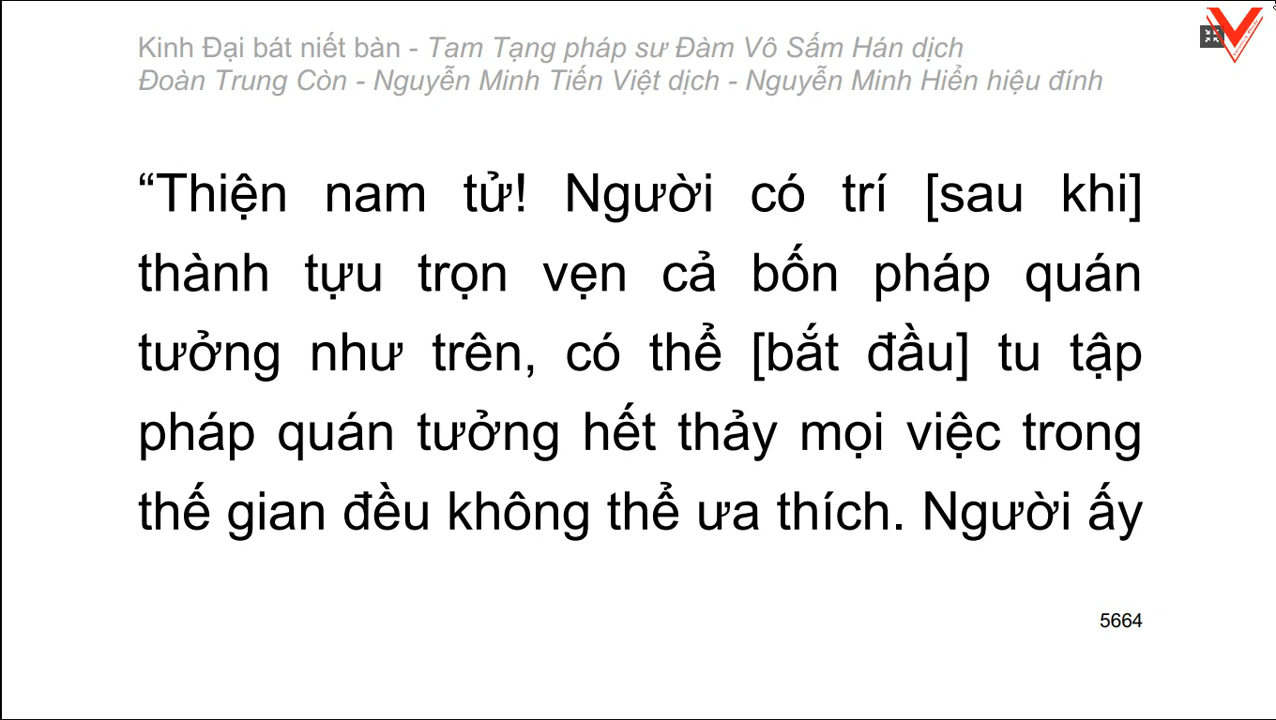 Kinh Đại bát niết bàn - Tam Tạng pháp sư Đàm Vô Sấm Hán dịch
Đoàn Trung Còn - Nguyễn Minh Tiến Việt dịch - Nguyễn Minh Hiển hiệu đính
“Thiện nam tử! Người có trí [sau khi]
thành tựu trọn vẹn cả bốn pháp quán
tưởng như trên, có thể [bắt đầu] tu tập
pháp quán tưởng hết thảy mọi việc trong
thế gian đều không thể ưa thích. Người ấy
5664